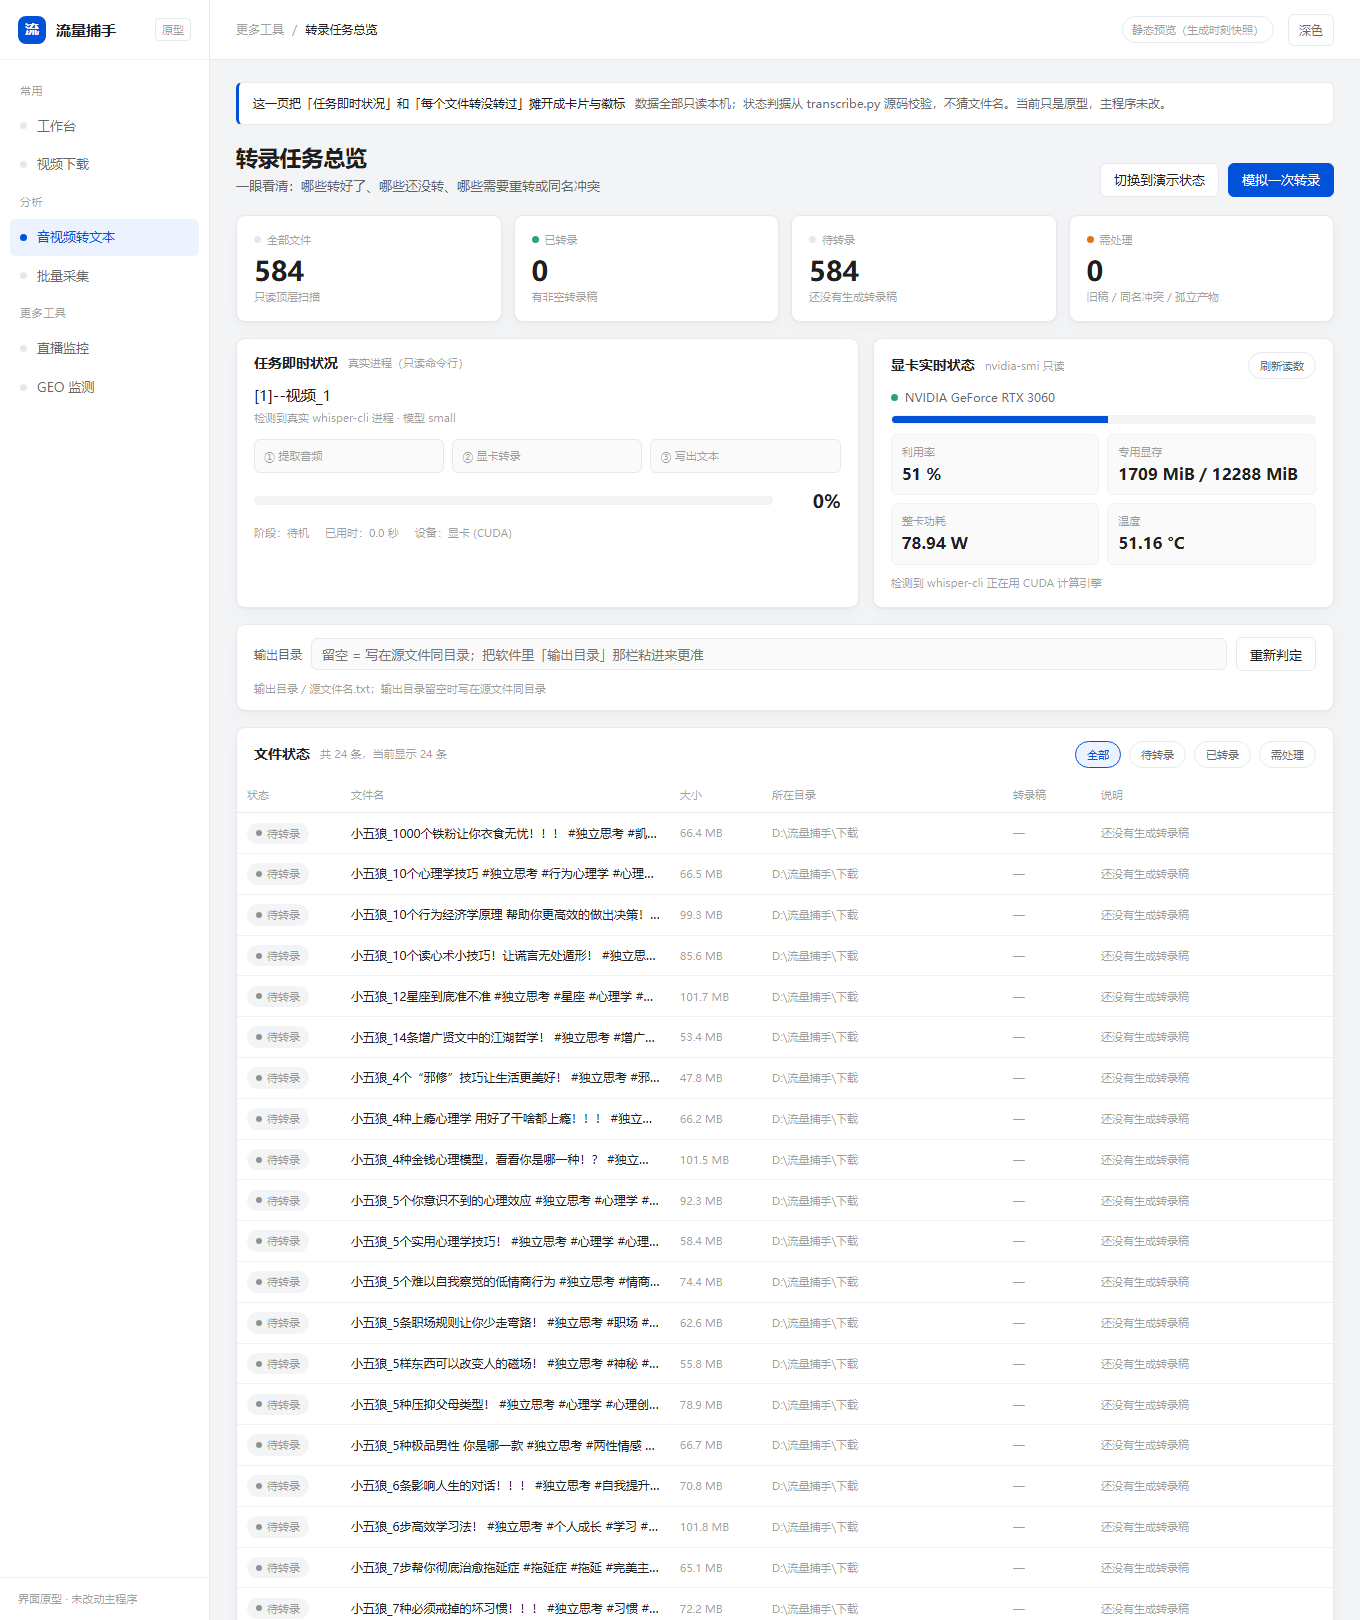 流 流量捕手 原型
常用
工作台
视频下载
分析
音视频转文本
批量采集
更多工具
直播监控
GEO 监测
界面原型 · 未改动主程序
更多工具 / 转录任务总览
静态预览（生成时刻快照） 深色
这一页把「任务即时状况」和「每个文件转没转过」摊开成卡片与徽标 数据全部只读本机；状态判据从 transcribe.py 源码校验，不猜文件名。当前只是原型，主程序未改。
转录任务总览
一眼看清：哪些转好了、哪些还没转、哪些需要重转或同名冲突
切换到演示状态 模拟一次转录
全部文件
584
只读顶层扫描
已转录
0
有非空转录稿
待转录
584
还没有生成转录稿
需处理
0
旧稿 / 同名冲突 / 孤立产物
任务即时状况 真实进程（只读命令行）
[1]--视频_1
检测到真实 whisper-cli 进程 · 模型 small
① 提取音频 ② 显卡转录 ③ 写出文本
0%
阶段：待机 已用时：0.0 秒 设备：显卡 (CUDA)
显卡实时状态 nvidia-smi 只读 刷新读数
NVIDIA GeForce RTX 3060
利用率
51 %
专用显存
1709 MiB / 12288 MiB
整卡功耗
78.94 W
温度
51.16 °C
检测到 whisper-cli 正在用 CUDA 计算引擎
输出目录 留空 = 写在源文件同目录；把软件里「输出目录」那栏粘进来更准 重新判定
输出目录 / 源文件名.txt；输出目录留空时写在源文件同目录
文件状态 共 24 条，当前显示 24 条 全部 待转录 已转录 需处理
状态 文件名 大小 所在目录 转录稿 说明
待转录 小五狼_1000个铁粉让你衣食无忧！！！ #独立思考 #凯... 66.4 MB D:\流量捕手\下载 — 还没有生成转录稿
待转录 小五狼_10个心理学技巧 #独立思考 #行为心理学 #心理... 66.5 MB D:\流量捕手\下载 — 还没有生成转录稿
待转录 小五狼_10个行为经济学原理 帮助你更高效的做出决策！... 99.3 MB D:\流量捕手\下载 — 还没有生成转录稿
待转录 小五狼_10个读心术小技巧！让谎言无处遁形！ #独立思... 85.6 MB D:\流量捕手\下载 — 还没有生成转录稿
待转录 小五狼_12星座到底准不准 #独立思考 #星座 #心理学 #... 101.7 MB D:\流量捕手\下载 — 还没有生成转录稿
待转录 小五狼_14条增广贤文中的江湖哲学！ #独立思考 #增广... 53.4 MB D:\流量捕手\下载 — 还没有生成转录稿
待转录 小五狼_4个“邪修”技巧让生活更美好！ #独立思考 #邪... 47.8 MB D:\流量捕手\下载 — 还没有生成转录稿
待转录 小五狼_4种上瘾心理学 用好了干啥都上瘾！！！ #独立... 66.2 MB D:\流量捕手\下载 — 还没有生成转录稿
待转录 小五狼_4种金钱心理模型，看看你是哪一种！？ #独立... 101.5 MB D:\流量捕手\下载 — 还没有生成转录稿
待转录 小五狼_5个你意识不到的心理效应 #独立思考 #心理学 #... 92.3 MB D:\流量捕手\下载 — 还没有生成转录稿
待转录 小五狼_5个实用心理学技巧！ #独立思考 #心理学 #心理... 58.4 MB D:\流量捕手\下载 — 还没有生成转录稿
待转录 小五狼_5个难以自我察觉的低情商行为 #独立思考 #情商... 74.4 MB D:\流量捕手\下载 — 还没有生成转录稿
待转录 小五狼_5条职场规则让你少走弯路！ #独立思考 #职场 #... 62.6 MB D:\流量捕手\下载 — 还没有生成转录稿
待转录 小五狼_5样东西可以改变人的磁场！ #独立思考 #神秘 #... 55.8 MB D:\流量捕手\下载 — 还没有生成转录稿
待转录 小五狼_5种压抑父母类型！ #独立思考 #心理学 #心理创... 78.9 MB D:\流量捕手\下载 — 还没有生成转录稿
待转录 小五狼_5种极品男性 你是哪一款 #独立思考 #两性情感 ... 66.7 MB D:\流量捕手\下载 — 还没有生成转录稿
待转录 小五狼_6条影响人生的对话！！！ #独立思考 #自我提升... 70.8 MB D:\流量捕手\下载 — 还没有生成转录稿
待转录 小五狼_6步高效学习法！ #独立思考 #个人成长 #学习 #... 101.8 MB D:\流量捕手\下载 — 还没有生成转录稿
待转录 小五狼_7步帮你彻底治愈拖延症 #拖延症 #拖延 #完美主... 65.1 MB D:\流量捕手\下载 — 还没有生成转录稿
待转录 小五狼_7种必须戒掉的坏习惯！！！ #独立思考 #习惯 #... 72.2 MB D:\流量捕手\下载 — 还没有生成转录稿